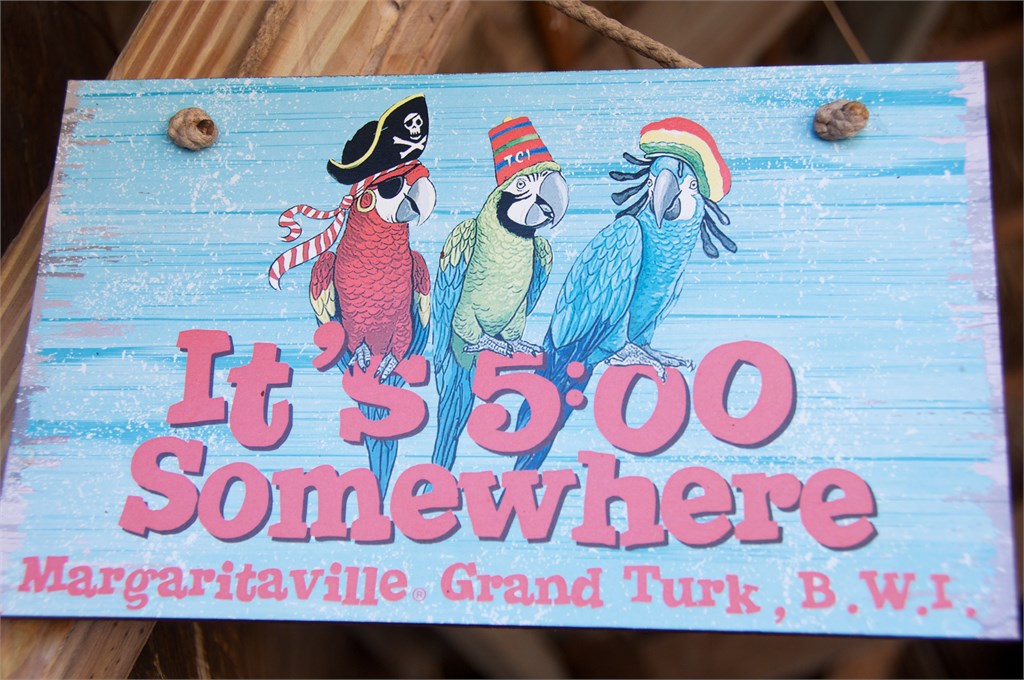 TCI
It's 5:00
Somewhere
Margaritaville® Grand Turk, B.W.I.